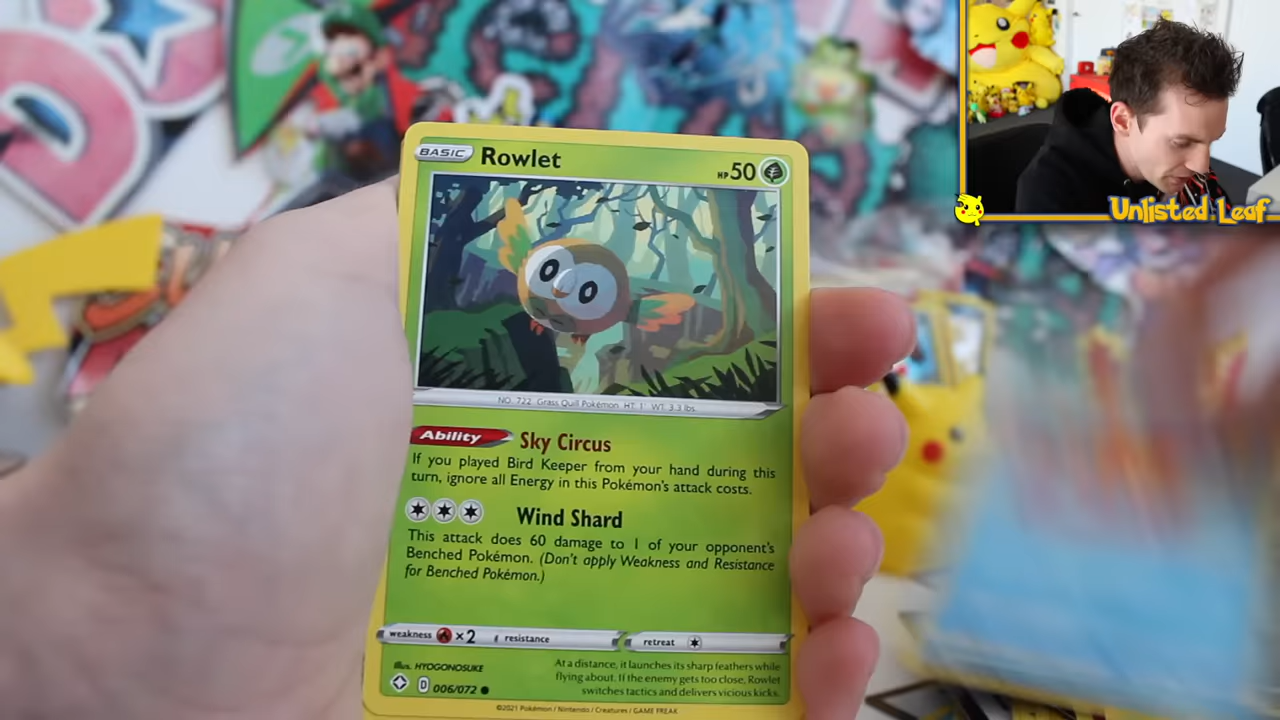 BASIC Rowlet HP 50
NO. 722 Grass Quill Pokémon HT: 1' WT: 3.3 lbs.
Ability Sky Circus
If you played Bird Keeper from your hand during this
turn, ignore all Energy in this Pokémon's attack costs.
Wind Shard
This attack does 60 damage to 1 of your opponent's
Benched Pokémon. (Don't apply Weakness and Resistance
for Benched Pokémon.)
weakness ×2 resistance retreat
Illus. HYOGONOSUKE
D 006/072
At a distance, it launches its sharp feathers while
flying about. If the enemy gets too close, Rowlet
switches tactics and delivers vicious kicks.
©2021 Pokémon / Nintendo / Creatures / GAME FREAK
Unlisted Leaf